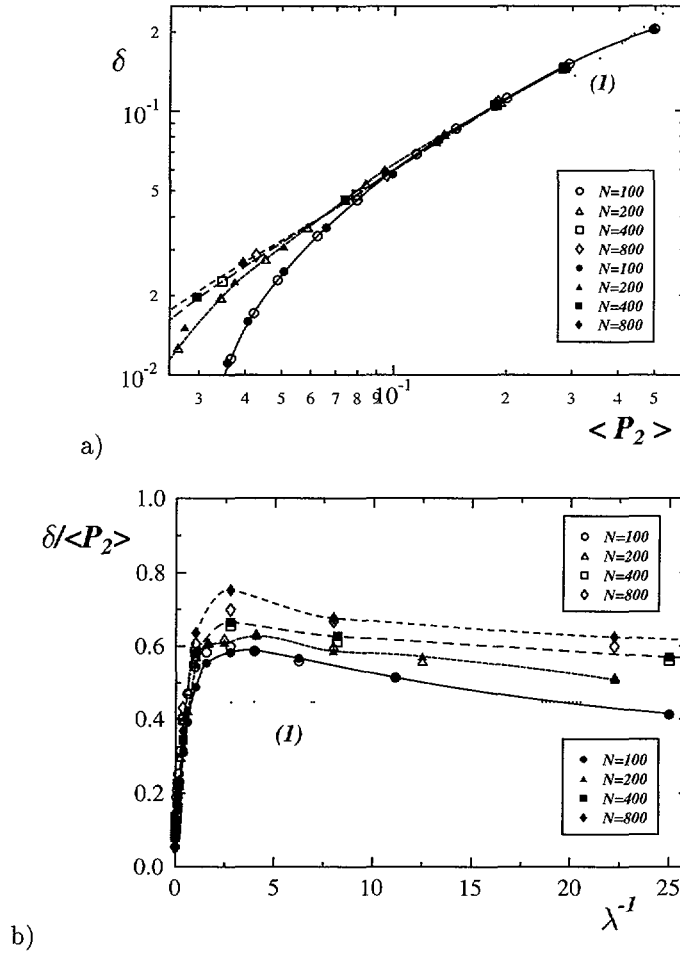 2
δ
10⁻¹
(1)
5
N=100
N=200
N=400
N=800
N=100
N=200
N=400
N=800
2
10⁻²
3 4 5 6 7 8 9 10⁻¹ 2 3 4 5
a)
< P₂ >
1.0
δ/<P₂>
N=100
N=200
N=400
N=800
0.8
0.6
0.4
(1)
N=100
N=200
N=400
N=800
0.2
0.0
0 5 10 15 20 25
λ⁻¹
b)